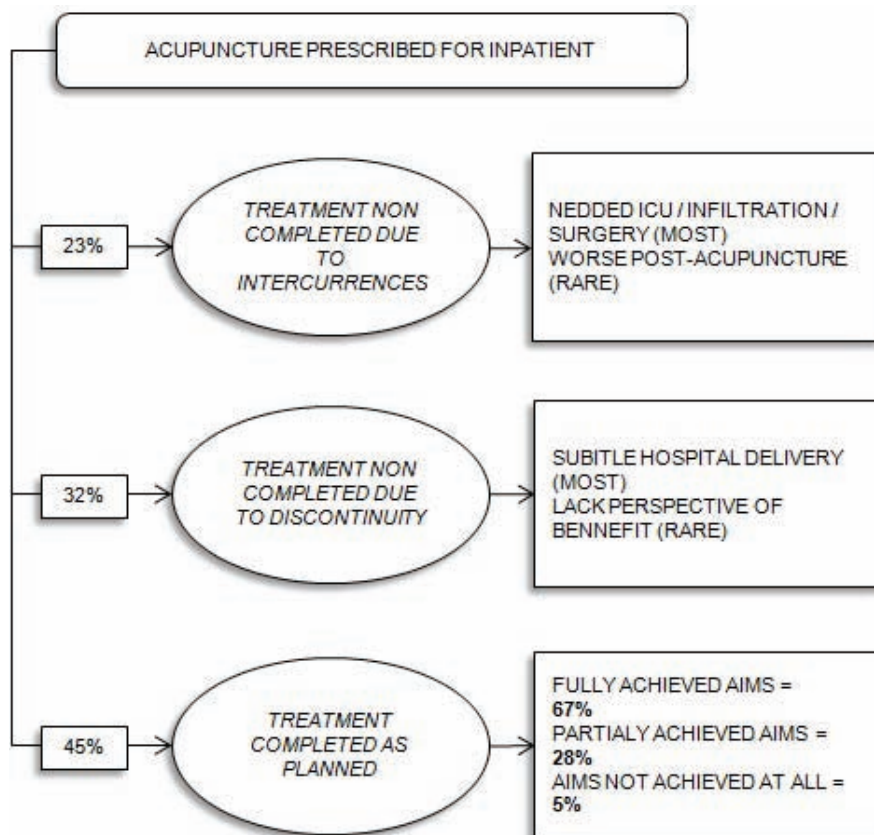 ACUPUNCTURE PRESCRIBED FOR INPATIENT
23%
TREATMENT NON
COMPLETED DUE
TO
INTERCURRENCES
NEDDED ICU / INFILTRATION /
SURGERY (MOST)
WORSE POST-ACUPUNCTURE
(RARE)
32%
TREATMENT NON
COMPLETED DUE
TO DISCONTINUITY
SUBITLE HOSPITAL DELIVERY
(MOST)
LACK PERSPECTIVE OF
BENNEFIT (RARE)
45%
TREATMENT
COMPLETED AS
PLANNED
FULLY ACHIEVED AIMS =
67%
PARTIALY ACHIEVED AIMS =
28%
AIMS NOT ACHIEVED AT ALL =
5%